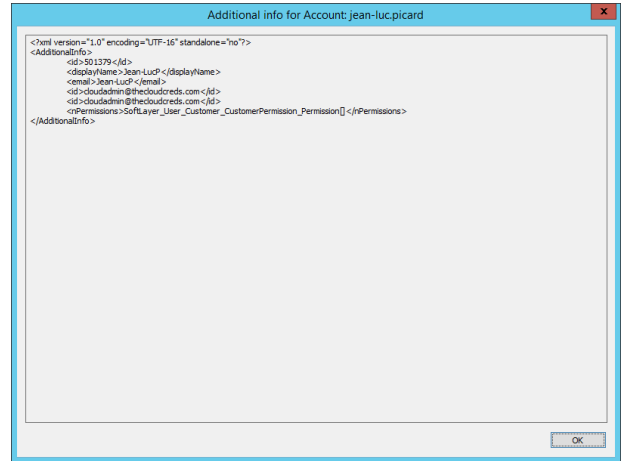 Additional info for Account: jean-luc.picard
x
<?xml version="1.0" encoding="UTF-16" standalone="no"?>
<AdditionalInfo>
<id>501379</id>
<displayName>Jean-LucP</displayName>
<email>Jean-LucP</email>
<id>cloudadmin@thecloudcreds.com</id>
<id>cloudadmin@thecloudcreds.com</id>
<nPermissions>SoftLayer_User_Customer_CustomerPermission_Permission[]</nPermissions>
</AdditionalInfo>
OK